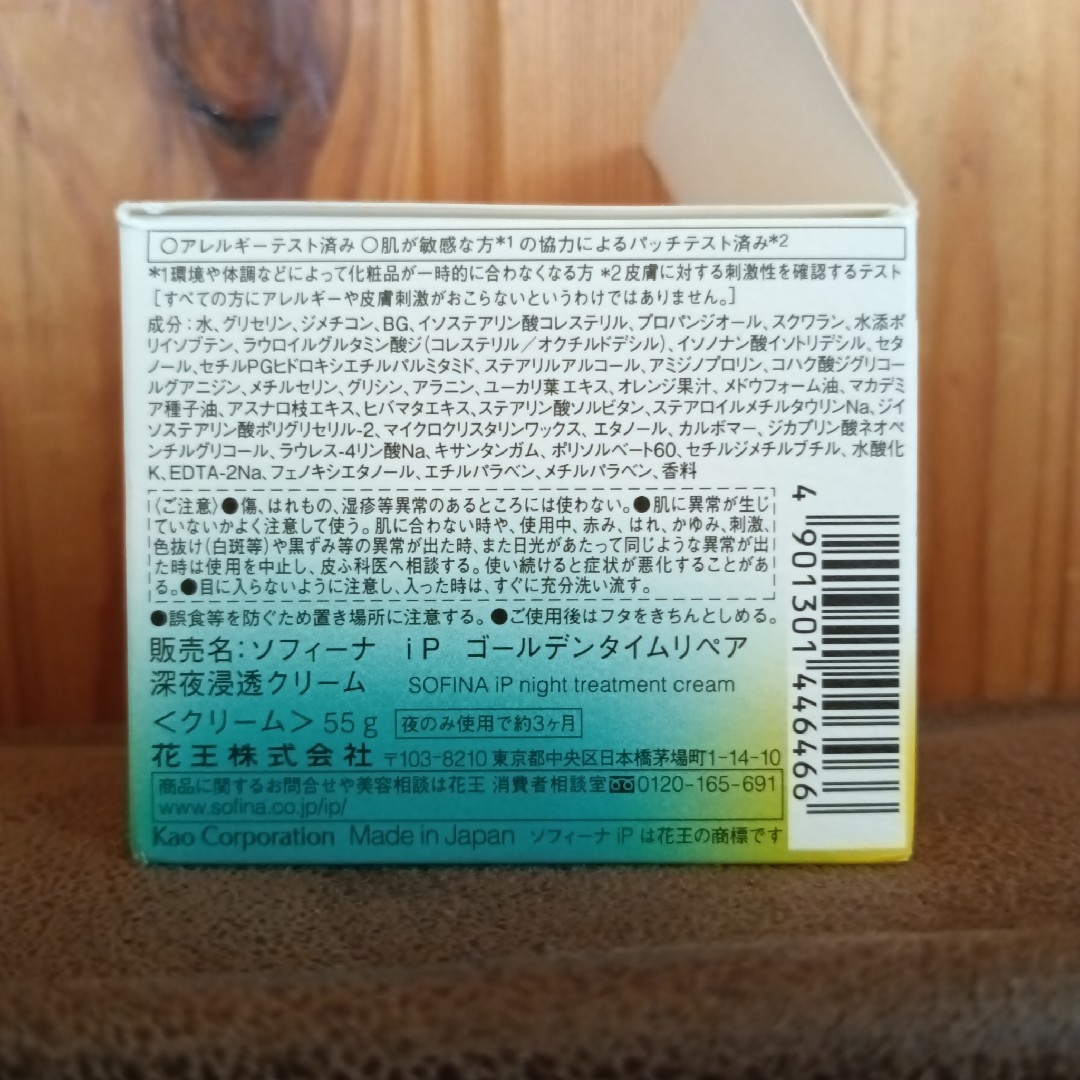 ○アレルギーテスト済み ○肌が敏感な方*1の協力によるパッチテスト済み*2
*1環境や体調などによって化粧品が一時的に合わなくなる方 *2皮膚に対する刺激性を確認するテスト
[すべての方にアレルギーや皮膚刺激がおこらないというわけではありません。]
成分：水、グリセリン、ジメチコン、BG、イソステアリン酸コレステリル、プロパンジオール、スクワラン、水添ポ
リイソブテン、ラウロイルグルタミン酸ジ(コレステリル／オクチルドデシル)、イソノナン酸イソトリデシル、セタ
ノール、セチルPGヒドロキシエチルパルミタミド、ステアリルアルコール、アミジノプロリン、コハク酸ジグリコー
ルグアニジン、メチルセリン、グリシン、アラニン、ユーカリ葉エキス、オレンジ果汁、メドウフォーム油、マカデミ
ア種子油、アスナロ枝エキス、ヒバマタエキス、ステアリン酸ソルビタン、ステアロイルメチルタウリンNa、ジイ
ソステアリン酸ポリグリセリル-2、マイクロクリスタリンワックス、エタノール、カルボマー、ジカプリン酸ネオペ
ンチルグリコール、ラウレス-4リン酸Na、キサンタンガム、ポリソルベート60、セチルジメチルブチル、水酸化
K、EDTA-2Na、フェノキシエタノール、エチルパラベン、メチルパラベン、香料
〈ご注意〉●傷、はれもの、湿疹等異常のあるところには使わない。●肌に異常が生じ
ていないかよく注意して使う。肌に合わない時や、使用中、赤み、はれ、かゆみ、刺激、
色抜け(白斑等)や黒ずみ等の異常が出た時、また日光があたって同じような異常が出
た時は使用を中止し、皮ふ科医へ相談する。使い続けると症状が悪化することがあ
る。●目に入らないように注意し、入った時は、すぐに充分洗い流す。
●誤食等を防ぐため置き場所に注意する。●ご使用後はフタをきちんとしめる。
販売名：ソフィーナ iP ゴールデンタイムリペア
深夜浸透クリーム SOFINA iP night treatment cream
＜クリーム＞ 55g 夜のみ使用で約3ヶ月
花王株式会社 〒103-8210 東京都中央区日本橋茅場町1-14-10
商品に関するお問合せや美容相談は花王 消費者相談室 0120-165-691
www.sofina.co.jp/ip/
Kao Corporation Made in Japan ソフィーナ iP は花王の商標です
4 901301 446466